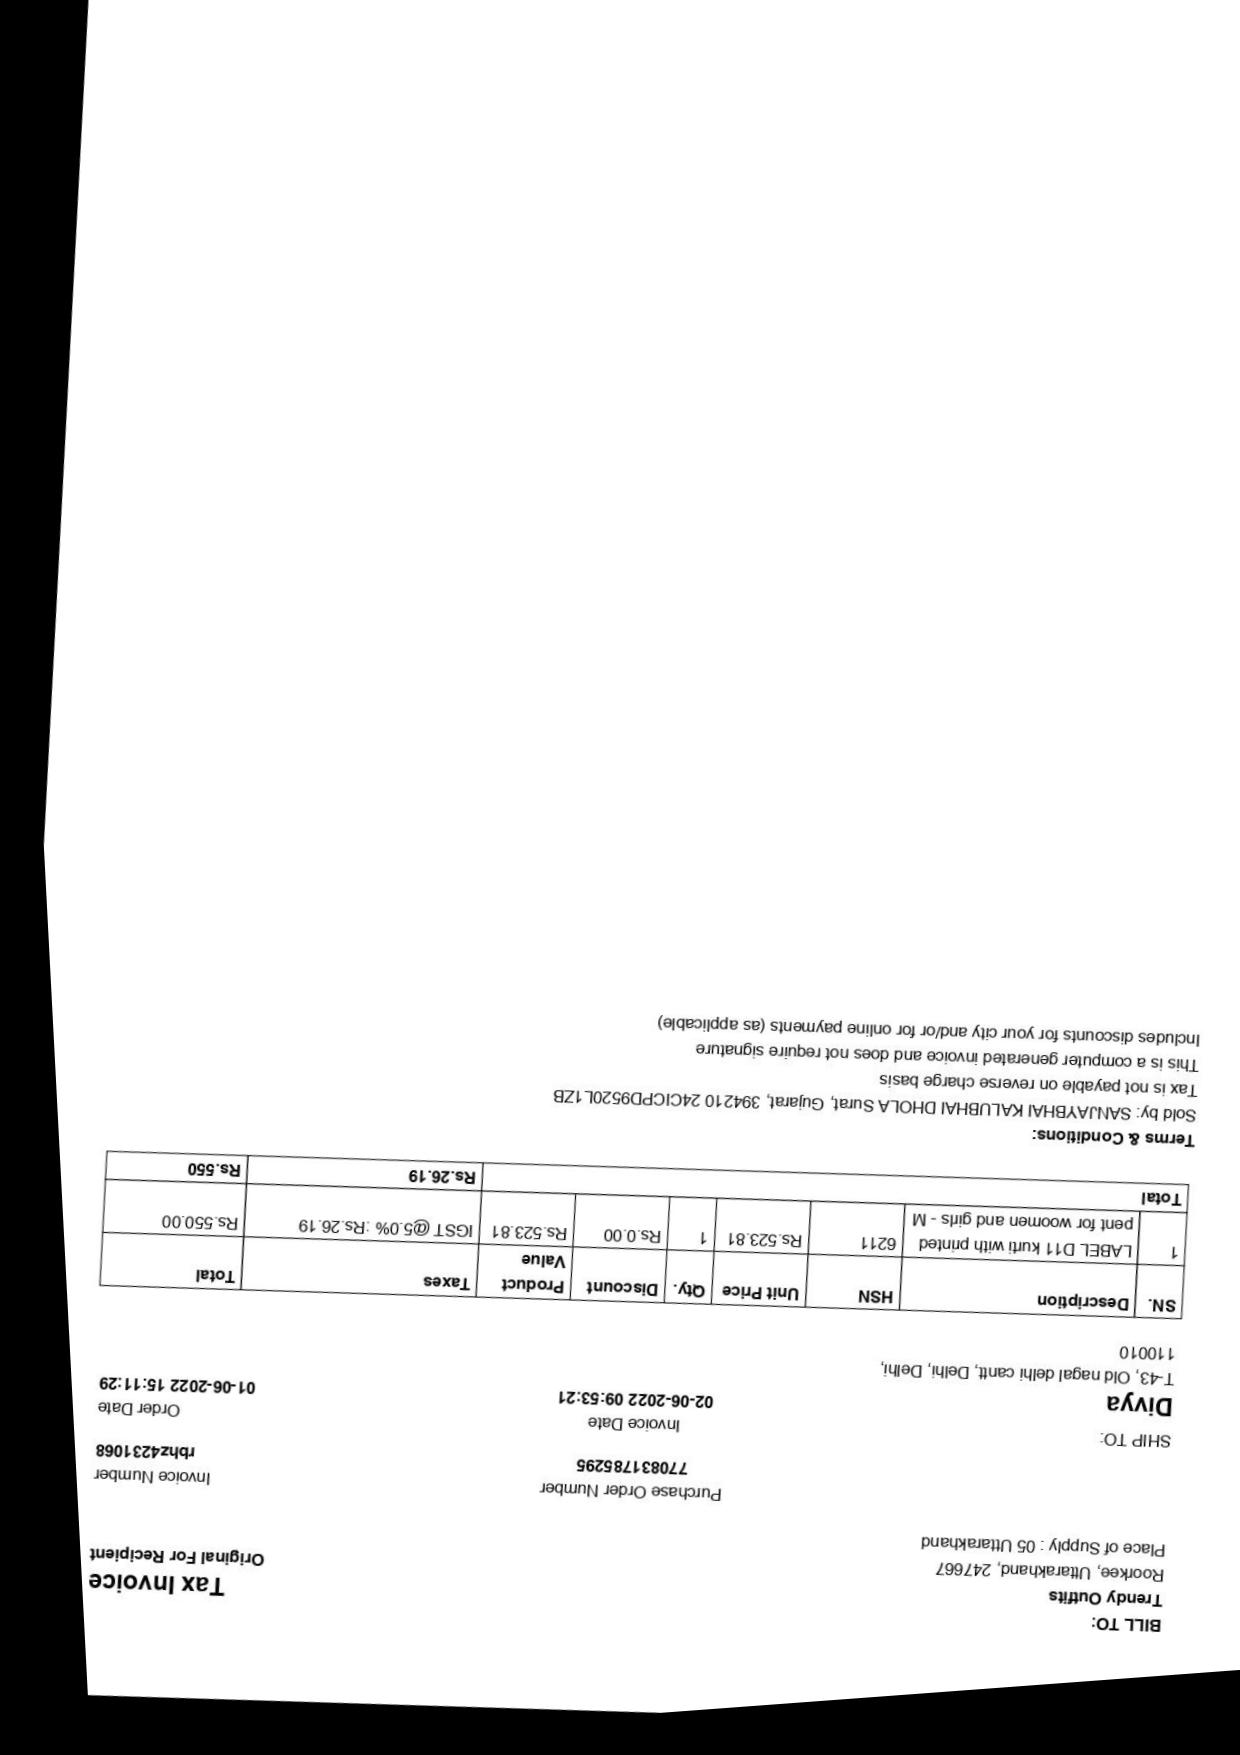 BILL TO:
Trendy Outfits
Roorkee, Uttarakhand, 247667
Place of Supply : 05 Uttarakhand
Tax Invoice
Original For Recipient
Purchase Order Number
770831785295
Invoice Number
rbhz4231068
SHIP TO:
Divya
T-43, Old nagal delhi cantt, Delhi, Delhi,
110010
Invoice Date
02-06-2022 09:53:21
Order Date
01-06-2022 15:11:29
SN. Description HSN Unit Price Qty. Discount Product Value Taxes Total
1 LABEL D11 kurti with printed 6211 Rs.523.81 1 Rs.0.00 Rs.523.81 IGST @5.0% :Rs.26.19 Rs.550.00
pent for woomen and girls - M
Total Rs.26.19 Rs.550
Terms & Conditions:
Sold by: SANJAYBHAI KALUBHAI DHOLA Surat, Gujarat, 394210 24CICPD9520L1ZB
Tax is not payable on reverse charge basis
This is a computer generated invoice and does not require signature
Includes discounts for your city and/or for online payments (as applicable)